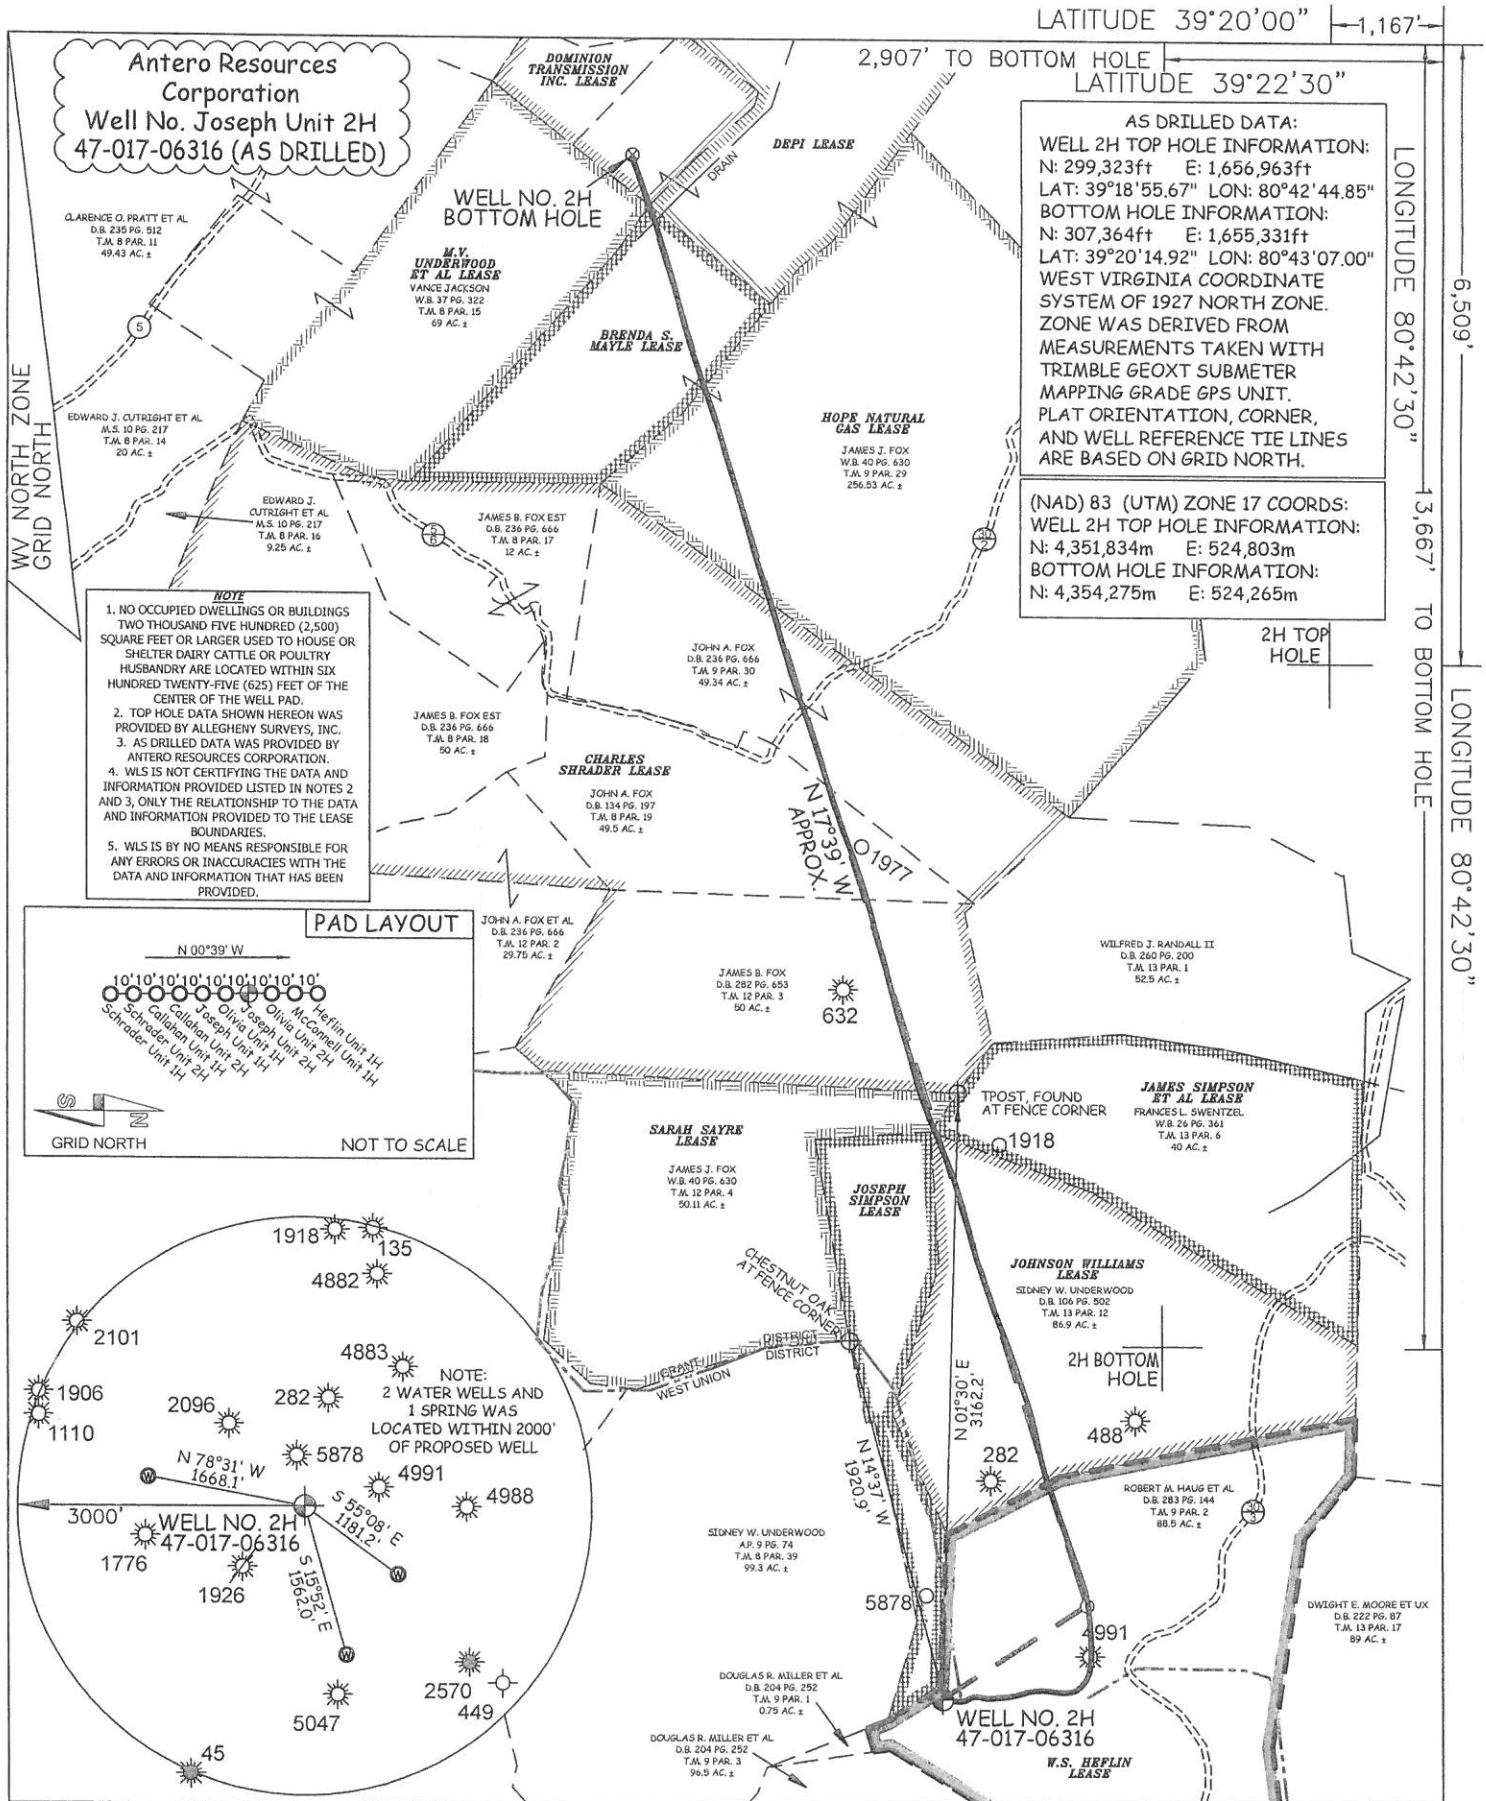 LATITUDE 39°20'00"
1,167'
2,907' TO BOTTOM HOLE
LATITUDE 39°22'30"
Antero Resources
Corporation
Well No. Joseph Unit 2H
47-017-06316 (AS DRILLED)
AS DRILLED DATA:
WELL 2H TOP HOLE INFORMATION:
N: 299,323ft E: 1,656,963ft
LAT: 39°18'55.67" LON: 80°42'44.85"
BOTTOM HOLE INFORMATION:
N: 307,364ft E: 1,655,331ft
LAT: 39°20'14.92" LON: 80°43'07.00"
WEST VIRGINIA COORDINATE
SYSTEM OF 1927 NORTH ZONE.
ZONE WAS DERIVED FROM
MEASUREMENTS TAKEN WITH
TRIMBLE GEOXT SUBMETER
MAPPING GRADE GPS UNIT.
PLAT ORIENTATION, CORNER,
AND WELL REFERENCE TIE LINES
ARE BASED ON GRID NORTH.
(NAD) 83 (UTM) ZONE 17 COORDS:
WELL 2H TOP HOLE INFORMATION:
N: 4,351,834m E: 524,803m
BOTTOM HOLE INFORMATION:
N: 4,354,275m E: 524,265m
LONGITUDE 80°42'30"
6,509'
13,667' TO BOTTOM HOLE
LONGITUDE 80°42'30"
2H TOP
HOLE
DOMINION
TRANSMISSION
INC. LEASE
DEPI LEASE
DRAIN
WELL NO. 2H
BOTTOM HOLE
CLARENCE O. PRATT ET AL
D.B. 235 PG. 512
T.M. 8 PAR. 11
49.43 AC. ±
M.V.
UNDERWOOD
ET AL LEASE
VANCE JACKSON
W.B. 37 PG. 322
T.M. 8 PAR. 15
69 AC. ±
5
BRENDA S.
MAYLE LEASE
WV NORTH ZONE
GRID NORTH
EDWARD J. CUTRIGHT ET AL
M.S. 10 PG. 217
T.M. 8 PAR. 14
20 AC. ±
HOPE NATURAL
GAS LEASE
JAMES J. FOX
W.B. 40 PG. 630
T.M. 9 PAR. 29
256.53 AC. ±
EDWARD J.
CUTRIGHT ET AL
M.S. 10 PG. 217
T.M. 8 PAR. 16
9.25 AC. ±
5
6
JAMES B. FOX EST
D.B. 236 PG. 666
T.M. 8 PAR. 17
12 AC. ±
30
2
NOTE
1. NO OCCUPIED DWELLINGS OR BUILDINGS
TWO THOUSAND FIVE HUNDRED (2,500)
SQUARE FEET OR LARGER USED TO HOUSE OR
SHELTER DAIRY CATTLE OR POULTRY
HUSBANDRY ARE LOCATED WITHIN SIX
HUNDRED TWENTY-FIVE (625) FEET OF THE
CENTER OF THE WELL PAD.
2. TOP HOLE DATA SHOWN HEREON WAS
PROVIDED BY ALLEGHENY SURVEYS, INC.
3. AS DRILLED DATA WAS PROVIDED BY
ANTERO RESOURCES CORPORATION.
4. WLS IS NOT CERTIFYING THE DATA AND
INFORMATION PROVIDED LISTED IN NOTES 2
AND 3, ONLY THE RELATIONSHIP TO THE DATA
AND INFORMATION PROVIDED TO THE LEASE
BOUNDARIES.
5. WLS IS BY NO MEANS RESPONSIBLE FOR
ANY ERRORS OR INACCURACIES WITH THE
DATA AND INFORMATION THAT HAS BEEN
PROVIDED.
JOHN A. FOX
D.B. 236 PG. 666
T.M. 9 PAR. 30
49.34 AC. ±
JAMES B. FOX EST
D.B. 236 PG. 666
T.M. 8 PAR. 18
50 AC. ±
CHARLES
SHRADER LEASE
JOHN A. FOX
D.B. 134 PG. 197
T.M. 8 PAR. 19
49.5 AC. ±
N 17°39' W
APPROX.
1977
PAD LAYOUT
N 00°39' W
10' 10' 10' 10' 10' 10' 10' 10' 10'
Schrader Unit 1H
Schrader Unit 2H
Callahan Unit 1H
Callahan Unit 2H
Joseph Unit 1H
Olivia Unit 1H
Joseph Unit 2H
Olivia Unit 2H
McConnell Unit 1H
Heflin Unit 1H
S
N
GRID NORTH
NOT TO SCALE
JOHN A. FOX ET AL
D.B. 236 PG. 666
T.M. 12 PAR. 2
29.75 AC. ±
JAMES B. FOX
D.B. 282 PG. 653
T.M. 12 PAR. 3
50 AC. ±
632
WILFRED J. RANDALL II
D.B. 260 PG. 200
T.M. 13 PAR. 1
52.5 AC. ±
TPOST, FOUND
AT FENCE CORNER
1918
JAMES SIMPSON
ET AL LEASE
FRANCES L. SWENTZEL
W.B. 26 PG. 361
T.M. 13 PAR. 6
40 AC. ±
SARAH SAYRE
LEASE
JAMES J. FOX
W.B. 40 PG. 630
T.M. 12 PAR. 4
50.11 AC. ±
JOSEPH
SIMPSON
LEASE
CHESTNUT OAK
AT FENCE CORNER
JOHNSON WILLIAMS
LEASE
SIDNEY W. UNDERWOOD
D.B. 106 PG. 502
T.M. 13 PAR. 12
86.9 AC. ±
GRANT DISTRICT
WEST UNION DISTRICT
2H BOTTOM
HOLE
N 01°30' E
3162.2'
N 14°37' W
1920.9'
282
488
ROBERT M. HAUG ET AL
D.B. 283 PG. 144
T.M. 9 PAR. 2
88.5 AC. ±
SIDNEY W. UNDERWOOD
A.P. 9 PG. 74
T.M. 8 PAR. 39
99.3 AC. ±
5878
4991
DWIGHT E. MOORE ET UX
D.B. 222 PG. 87
T.M. 13 PAR. 17
89 AC. ±
DOUGLAS R. MILLER ET AL
D.B. 204 PG. 252
T.M. 9 PAR. 1
0.75 AC. ±
DOUGLAS R. MILLER ET AL
D.B. 204 PG. 252
T.M. 9 PAR. 3
96.5 AC. ±
WELL NO. 2H
47-017-06316
W.S. HEFLIN
LEASE
1918
135
4882
2101
4883
NOTE:
2 WATER WELLS AND
1 SPRING WAS
LOCATED WITHIN 2000'
OF PROPOSED WELL
1906
1110
2096
282
5878
4991
4988
N 78°31' W
1668.1'
S 55°08' E
1181.2'
3000'
WELL NO. 2H
47-017-06316
1776
1926
S 15°52' E
1562.0'
W
W
W
2570
449
5047
45